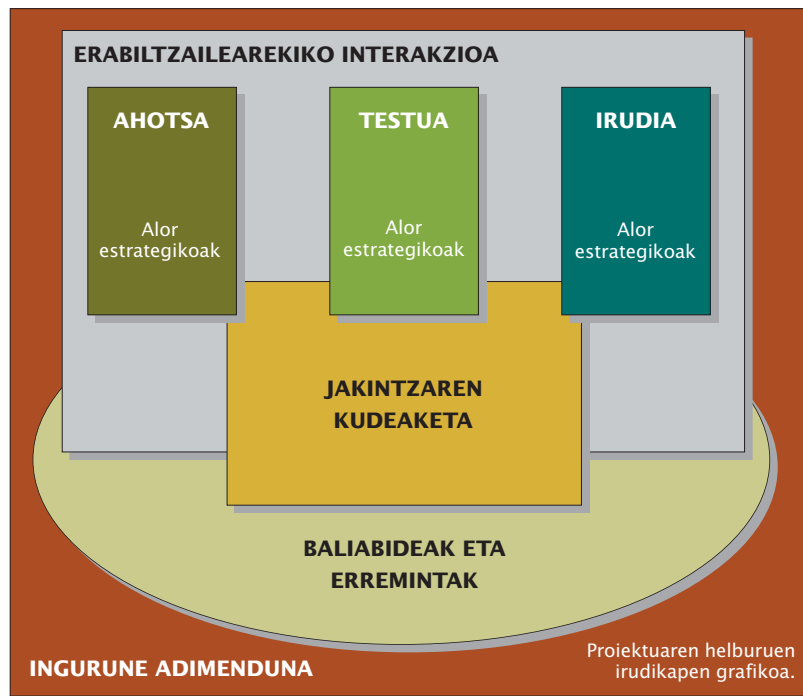 ERABILTZAILEAREKIKO INTERAKZIOA
AHOTSA
Alor
estrategikoak
TESTUA
Alor
estrategikoak
IRUDIA
Alor
estrategikoak
JAKINTZAREN
KUDEAKETA
BALIABIDEAK ETA
ERREMINTAK
INGURUNE ADIMENDUNA
Proiektuaren helburuen
irudikapen grafikoa.